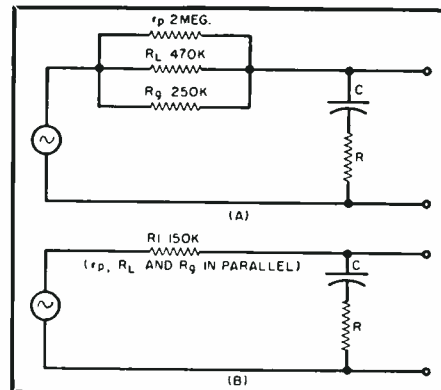 rp 2MEG.
RL 470K
Rg 250K
C
R
(A)
R1 150K
(rp, RL AND Rg IN PARALLEL)
C
R
(B)